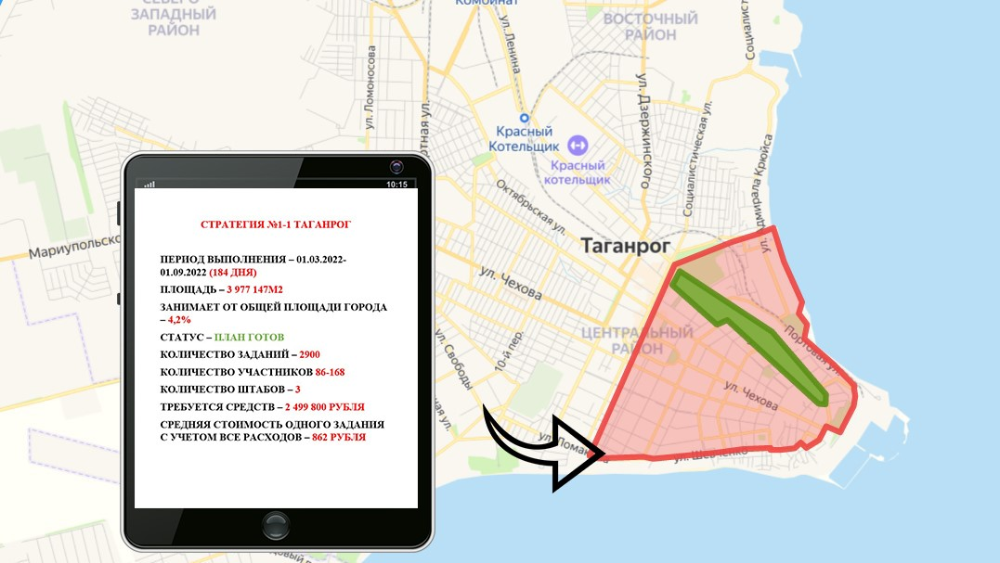 СЕВЕРО-
ЗАПАДНЫЙ
РАЙОН
Комбинат
ВОСТОЧНЫЙ
РАЙОН
ул. Ленина
ул. Ломоносова
ул. Дзержинского
Социалистическая ул.
Красный
Котельщик
Красный
котельщик
Октябрьская ул.
Адмирала Крюйса
ул.
Таганрог
ул. Чехова
ЦЕНТРАЛЬНЫЙ
РАЙОН
10-й пер.
ул. Свободы
Портовая ул.
ул. Чехова
ул. Шевченко
10:15
СТРАТЕГИЯ №1-1 ТАГАНРОГ
ПЕРИОД ВЫПОЛНЕНИЯ – 01.03.2022-
01.09.2022 (184 ДНЯ)
ПЛОЩАДЬ – 3 977 147М2
ЗАНИМАЕТ ОТ ОБЩЕЙ ПЛОЩАДИ ГОРОДА
– 4,2%
СТАТУС – ПЛАН ГОТОВ
КОЛИЧЕСТВО ЗАДАНИЙ – 2900
КОЛИЧЕСТВО УЧАСТНИКОВ 86-168
КОЛИЧЕСТВО ШТАБОВ – 3
ТРЕБУЕТСЯ СРЕДСТВ – 2 499 800 РУБЛЯ
СРЕДНЯЯ СТОИМОСТЬ ОДНОГО ЗАДАНИЯ
С УЧЕТОМ ВСЕ РАСХОДОВ – 862 РУБЛЯ